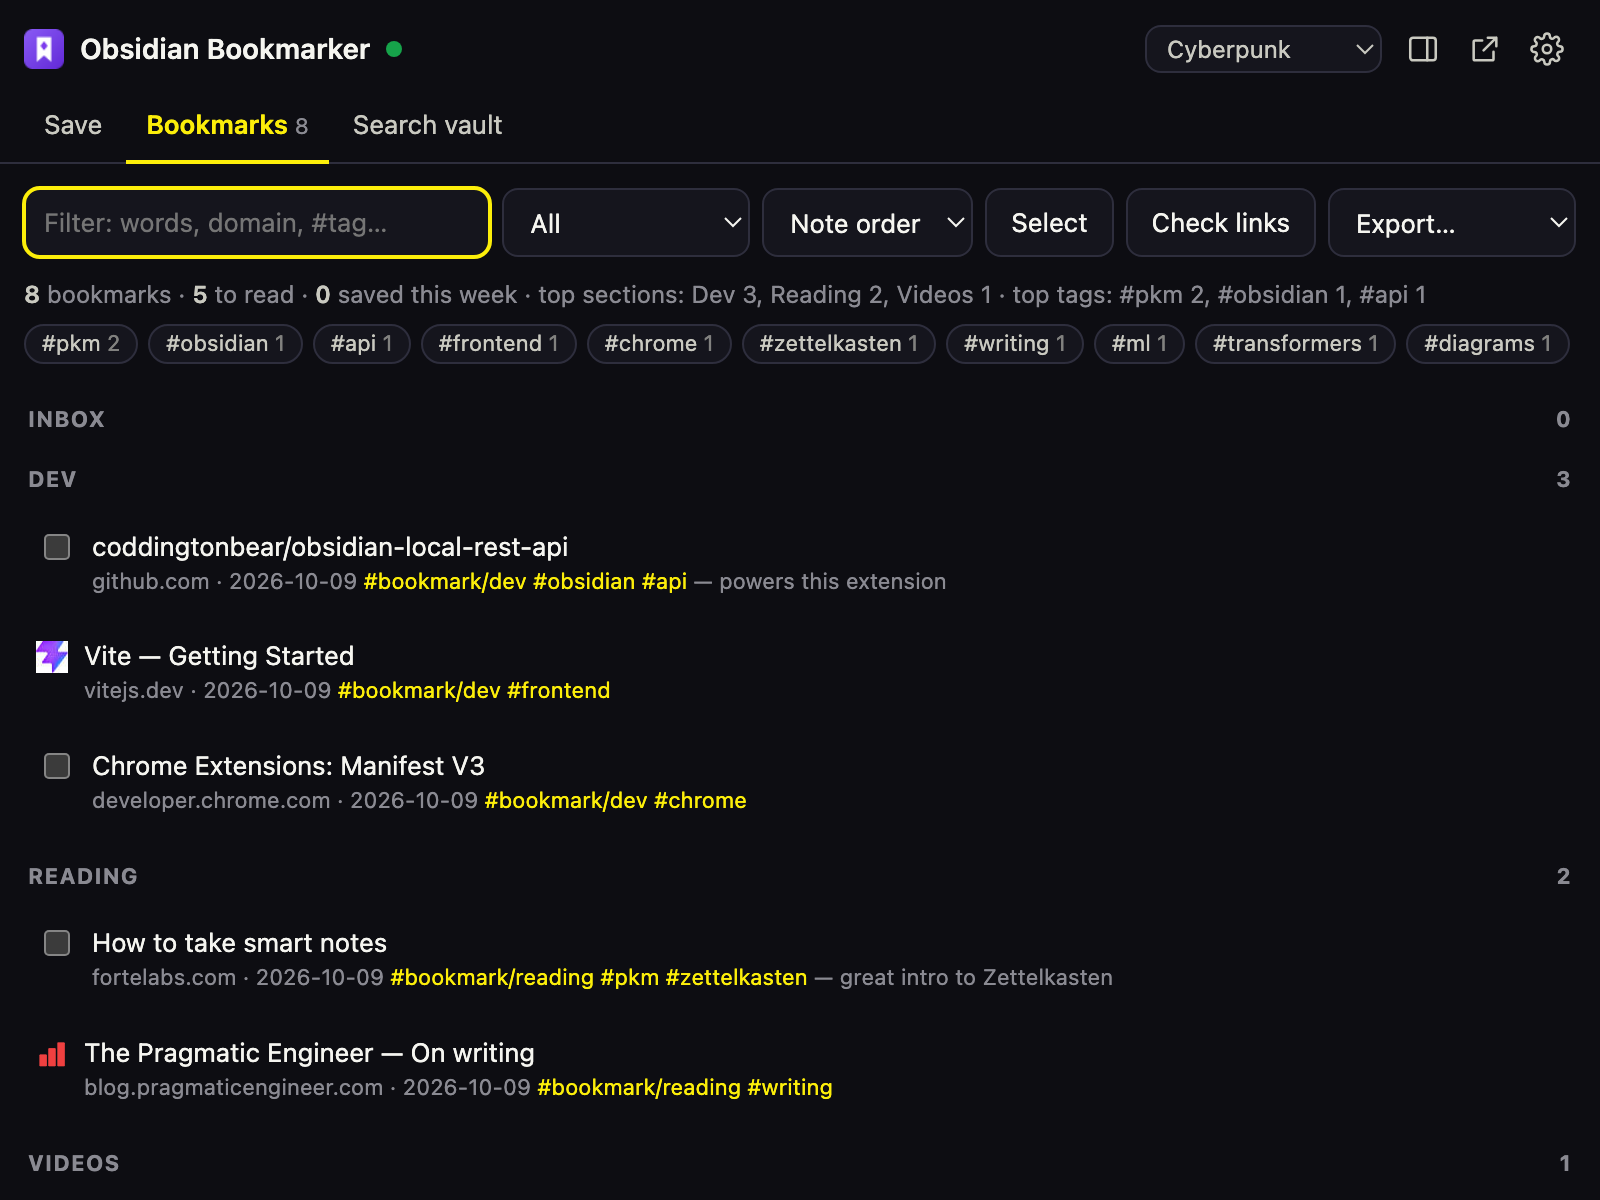 Obsidian Bookmarker
Cyberpunk
Save
Bookmarks 8
Search vault
Filter: words, domain, #tag...
All
Note order
Select
Check links
Export...
8 bookmarks · 5 to read · 0 saved this week · top sections: Dev 3, Reading 2, Videos 1 · top tags: #pkm 2, #obsidian 1, #api 1
#pkm 2
#obsidian 1
#api 1
#frontend 1
#chrome 1
#zettelkasten 1
#writing 1
#ml 1
#transformers 1
#diagrams 1
INBOX 0
DEV 3
coddingtonbear/obsidian-local-rest-api
github.com · 2026-10-09 #bookmark/dev #obsidian #api — powers this extension
Vite — Getting Started
vitejs.dev · 2026-10-09 #bookmark/dev #frontend
Chrome Extensions: Manifest V3
developer.chrome.com · 2026-10-09 #bookmark/dev #chrome
READING 2
How to take smart notes
fortelabs.com · 2026-10-09 #bookmark/reading #pkm #zettelkasten — great intro to Zettelkasten
The Pragmatic Engineer — On writing
blog.pragmaticengineer.com · 2026-10-09 #bookmark/reading #writing
VIDEOS 1